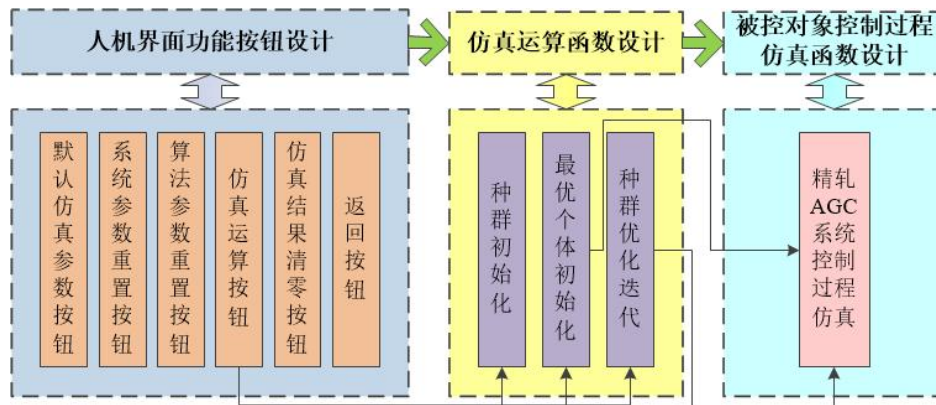 人机界面功能按钮设计
仿真运算函数设计
被控对象控制过程
仿真函数设计
默认仿真参数按钮
系统参数重置按钮
算法参数重置按钮
仿真运算按钮
仿真结果清零按钮
返回按钮
种群初始化
最优个体初始化
种群优化迭代
精轧
AGC
系统
控制
过程
仿真